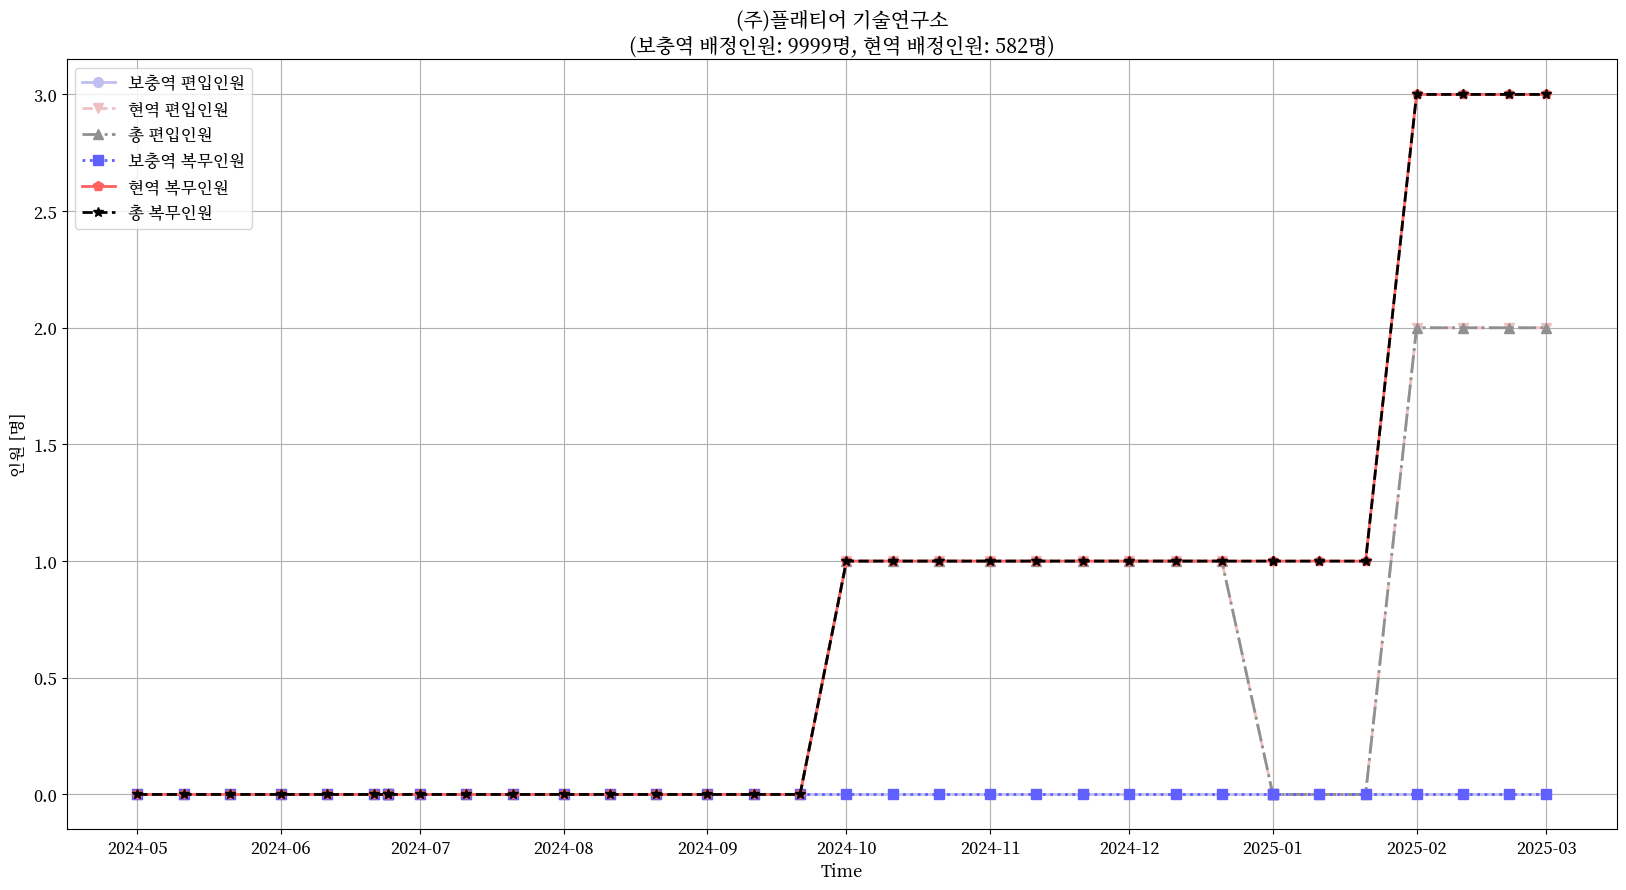 (주)플래티어 기술연구소
(보충역 배정인원: 9999명, 현역 배정인원: 582명)
보충역 편입인원
현역 편입인원
총 편입인원
보충역 복무인원
현역 복무인원
총 복무인원
인원 [명]
3.0
2.5
2.0
1.5
1.0
0.5
0.0
2024-05
2024-06
2024-07
2024-08
2024-09
2024-10
2024-11
2024-12
2025-01
2025-02
2025-03
Time